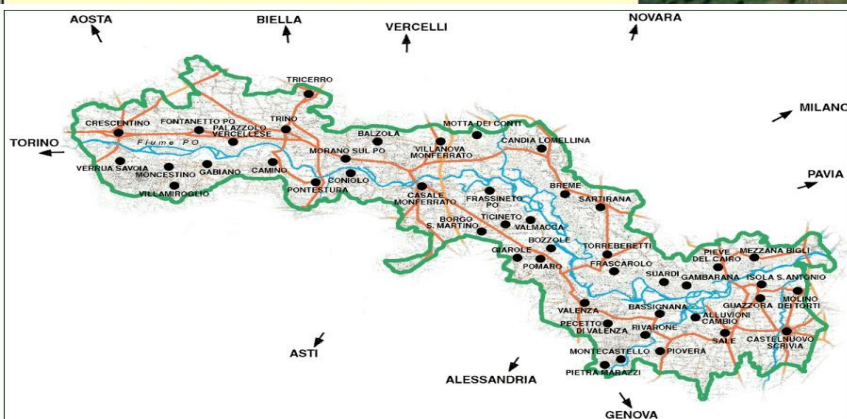 AOSTA
BIELLA
VERCELLI
NOVARA
MILANO
PAVIA
TORINO
ASTI
ALESSANDRIA
GENOVA
TRICERRO
CRESCENTINO
FONTANETTO PO
PALAZZOLO
VERCELLESE
TRINO
Fiume PO
BALZOLA
MOTTA DEI CONTI
VILLANOVA
MONFERRATO
CANDIA LOMELLINA
MORANO SUL PO
VERRUA SAVOIA
MONCESTINO
GABIANO
CAMINO
VILLAMIROGLIO
PONTESTURA
CONIOLO
CASALE
MONFERRATO
FRASSINETO
PO
BREME
SARTIRANA
BORGO
S. MARTINO
TICINETO
VALMACCA
BOZZOLE
GIAROLE
POMARO
TORREBERETTI
FRASCAROLO
SUARDI
GAMBARANA
PIEVE
DEL CAIRO
MEZZANA BIGLI
ISOLA S. ANTONIO
GUAZZORA
MOLINO
DEI TORTI
VALENZA
BASSIGNANA
ALLUVIONI
CAMBIO
PECETTO
DI VALENZA
RIVARONE
SALE
CASTELNUOVO
SCRIVIA
MONTECASTELLO
PIOVERA
PIETRA MARAZZI